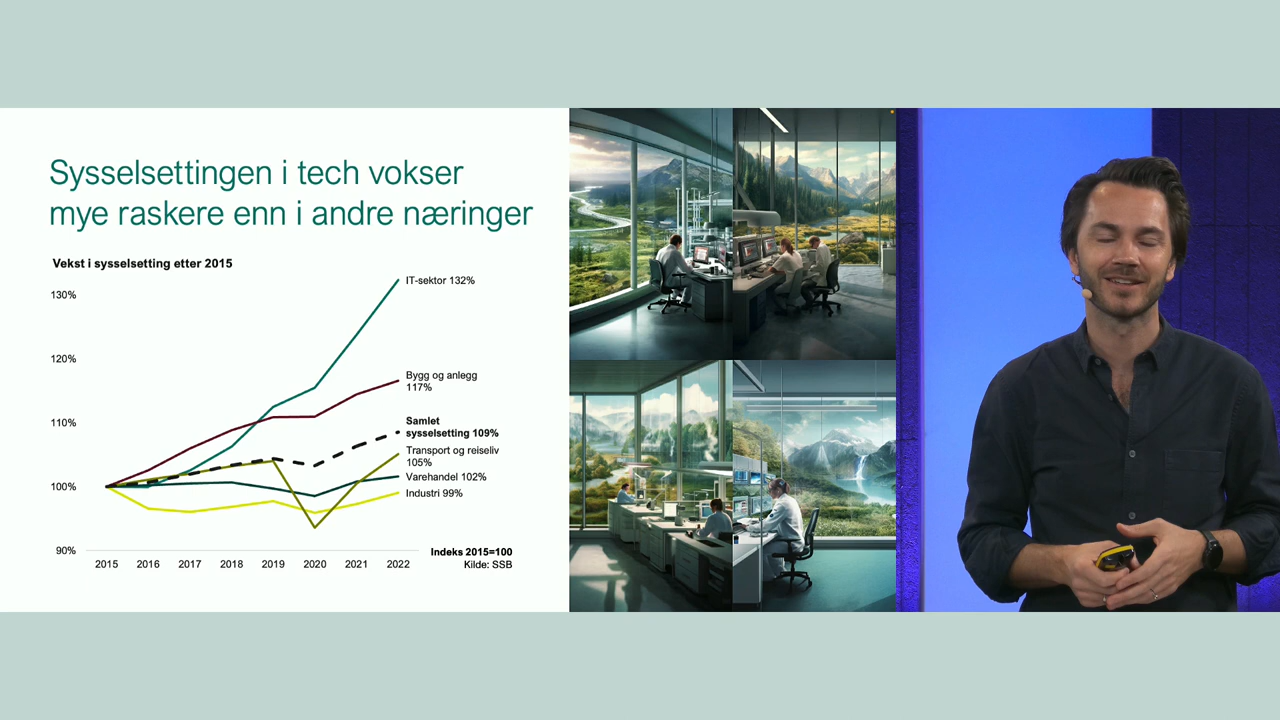 Sysselsettingen i tech vokser
mye raskere enn i andre næringer
Vekst i sysselsetting etter 2015
130%
120%
110%
100%
90%
IT-sektor 132%
Bygg og anlegg
117%
Samlet
sysselsetting 109%
Transport og reiseliv
105%
Varehandel 102%
Industri 99%
2015 2016 2017 2018 2019 2020 2021 2022
Indeks 2015=100
Kilde: SSB